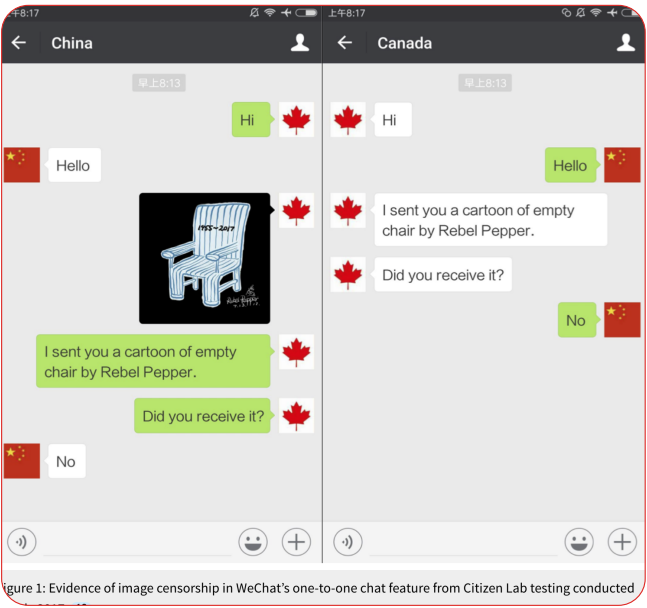 上午8:17
China
早上8:13
Hi
Hello
1955~2017
Rebel Pepper
I sent you a cartoon of empty
chair by Rebel Pepper.
Did you receive it?
No
上午8:17
Canada
早上8:13
Hi
Hello
I sent you a cartoon of empty
chair by Rebel Pepper.
Did you receive it?
No
igure 1: Evidence of image censorship in WeChat's one-to-one chat feature from Citizen Lab testing conducted